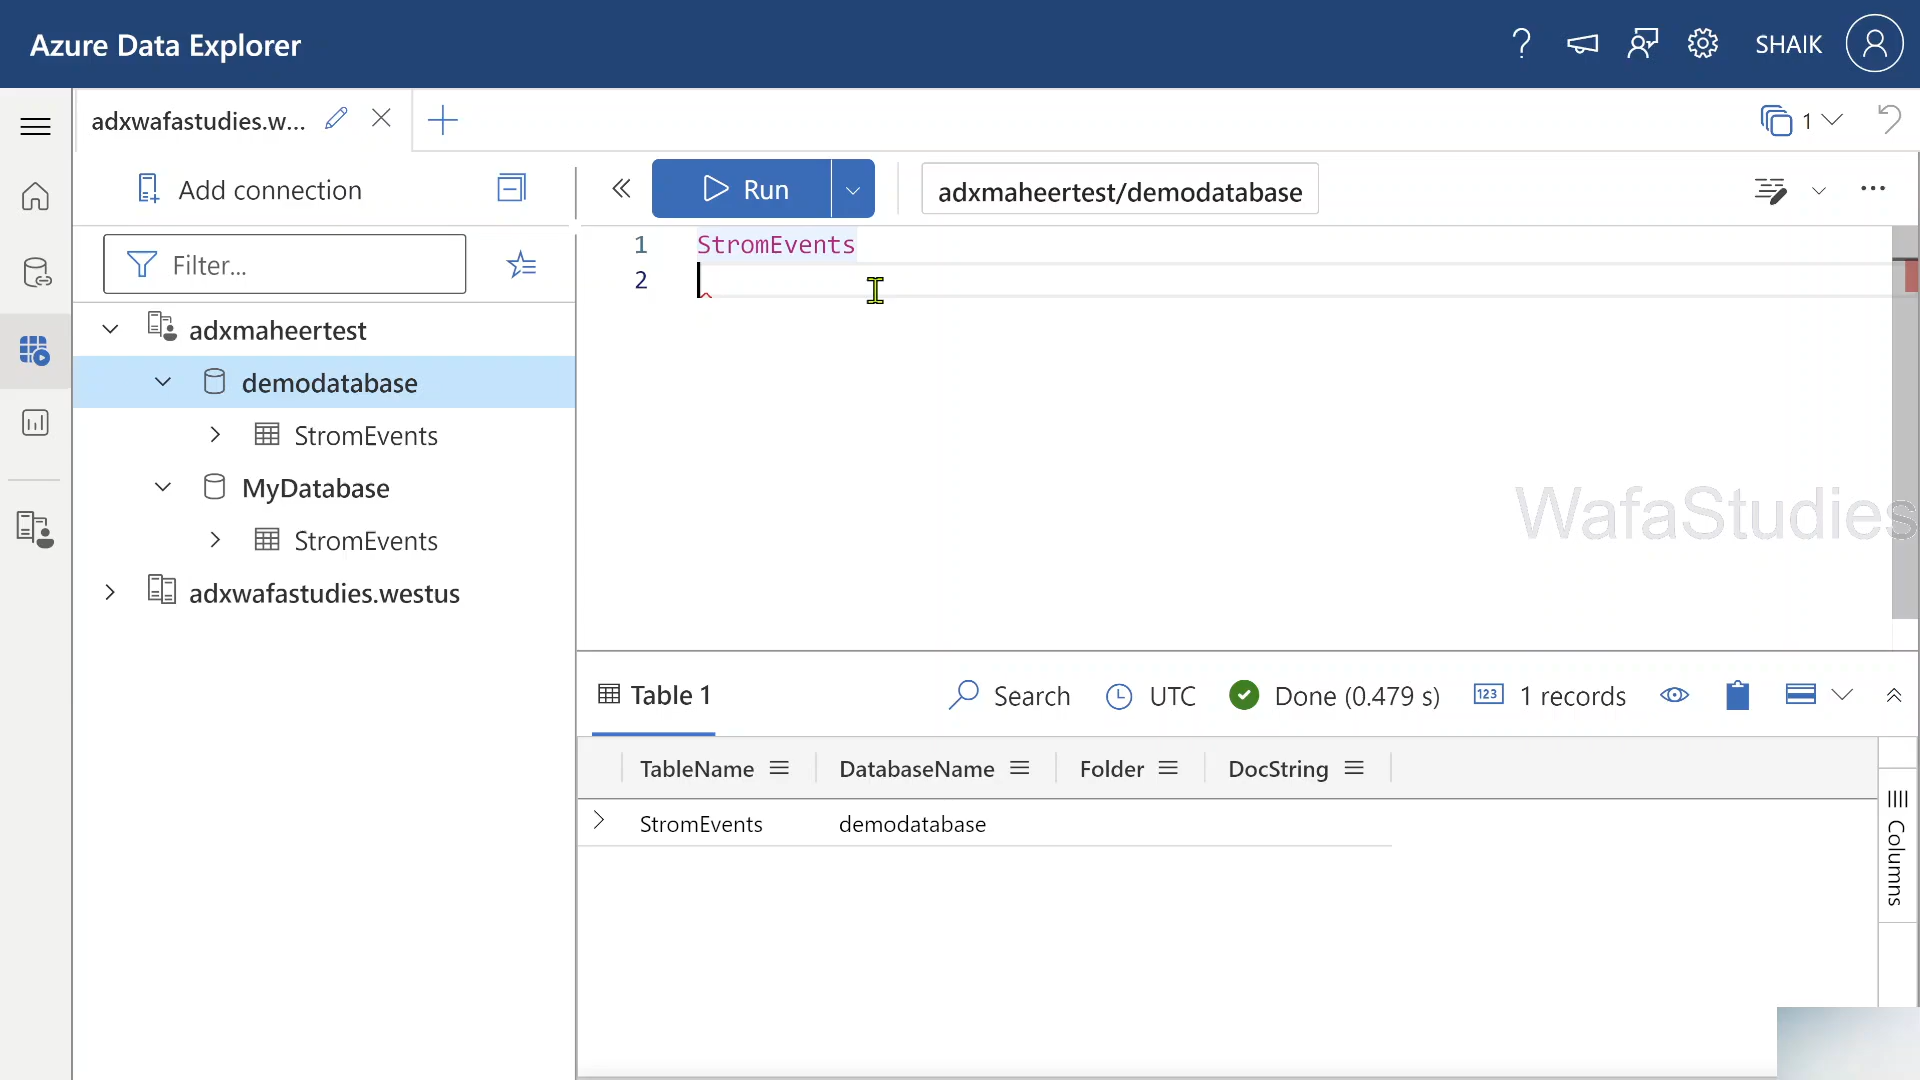 Azure Data Explorer
SHAIK
adxwafastudies.w...
1
Add connection
Run
adxmaheertest/demodatabase
Filter...
1 StromEvents
2
adxmaheertest
demodatabase
StromEvents
MyDatabase
StromEvents
adxwafastudies.westus
WafaStudies
Table 1
Search
UTC
Done (0.479 s)
123
1 records
TableName
DatabaseName
Folder
DocString
StromEvents
demodatabase
Columns